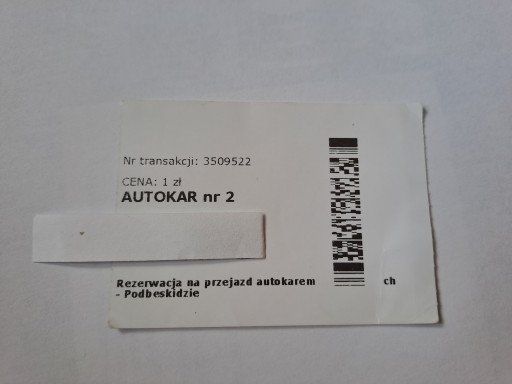 Nr transakcji: 3509522
CENA: 1 zł
AUTOKAR nr 2
Rezerwacja na przejazd autokarem ch
- Podbeskidzie